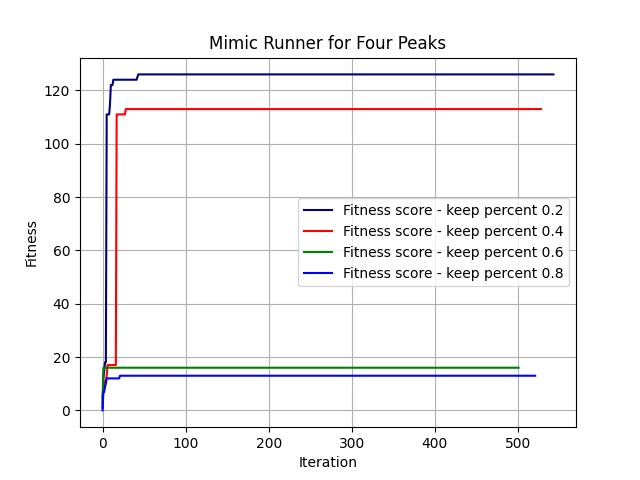 Mimic Runner for Four Peaks
Fitness
120
100
80
60
40
20
0
Fitness score - keep percent 0.2
Fitness score - keep percent 0.4
Fitness score - keep percent 0.6
Fitness score - keep percent 0.8
0 100 200 300 400 500
Iteration